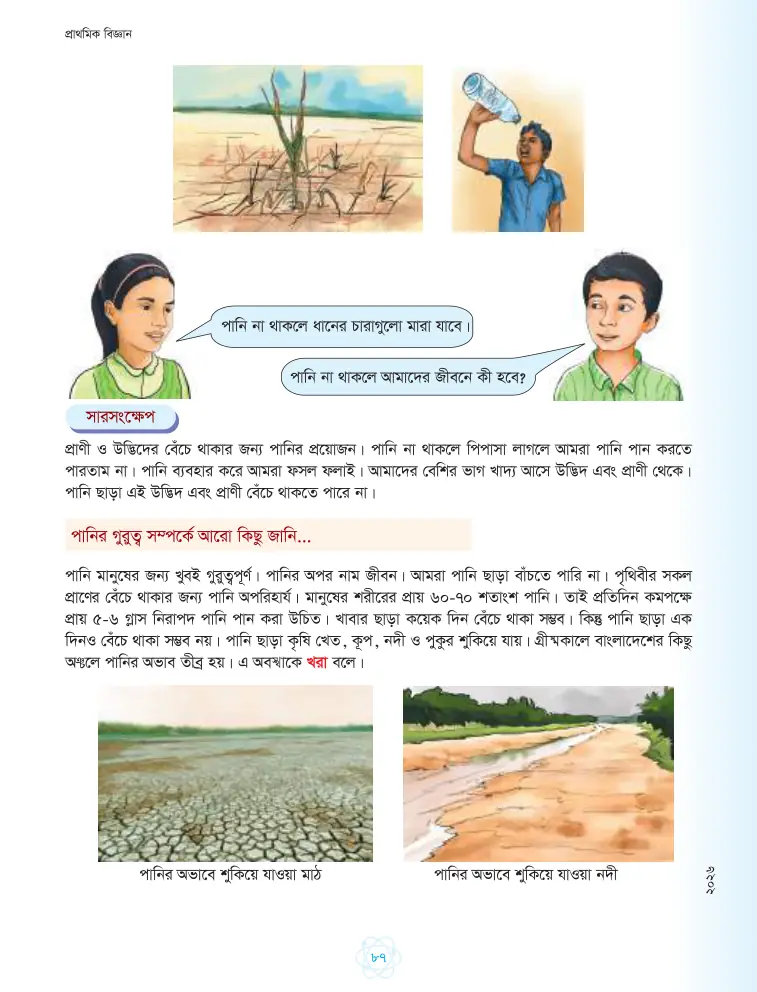 প্রাথমিক বিজ্ঞান
পানি না থাকলে ধানের চারাগুলো মারা যাবে।
পানি না থাকলে আমাদের জীবনে কী হবে?
সারসংক্ষেপ
প্রাণী ও উদ্ভিদের বেঁচে থাকার জন্য পানির প্রয়োজন। পানি না থাকলে পিপাসা লাগলে আমরা পানি পান করতে
পারতাম না। পানি ব্যবহার করে আমরা ফসল ফলাই। আমাদের বেশির ভাগ খাদ্য আসে উদ্ভিদ এবং প্রাণী থেকে।
পানি ছাড়া এই উদ্ভিদ এবং প্রাণী বেঁচে থাকতে পারে না।
পানির গুরুত্ব সম্পর্কে আরো কিছু জানি...
পানি মানুষের জন্য খুবই গুরুত্বপূর্ণ। পানির অপর নাম জীবন। আমরা পানি ছাড়া বাঁচতে পারি না। পৃথিবীর সকল
প্রাণের বেঁচে থাকার জন্য পানি অপরিহার্য। মানুষের শরীরের প্রায় ৬০-৭০ শতাংশ পানি। তাই প্রতিদিন কমপক্ষে
প্রায় ৫-৬ গ্লাস নিরাপদ পানি পান করা উচিত। খাবার ছাড়া কয়েক দিন বেঁচে থাকা সম্ভব। কিন্তু পানি ছাড়া এক
দিনও বেঁচে থাকা সম্ভব নয়। পানি ছাড়া কৃষি খেত, কূপ, নদী ও পুকুর শুকিয়ে যায়। গ্রীষ্মকালে বাংলাদেশের কিছু
অঞ্চলে পানির অভাব তীব্র হয়। এ অবস্থাকে খরা বলে।
পানির অভাবে শুকিয়ে যাওয়া মাঠ
পানির অভাবে শুকিয়ে যাওয়া নদী
২০২৬
৮৭